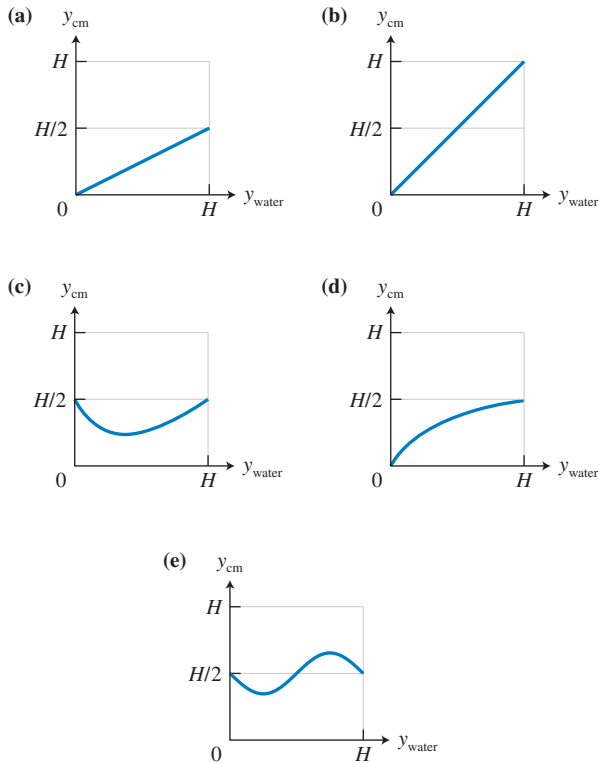 (a) y_cm
H
H/2
0 H y_water
(b) y_cm
H
H/2
0 H y_water
(c) y_cm
H
H/2
0 H y_water
(d) y_cm
H
H/2
0 H y_water
(e) y_cm
H
H/2
0 H y_water